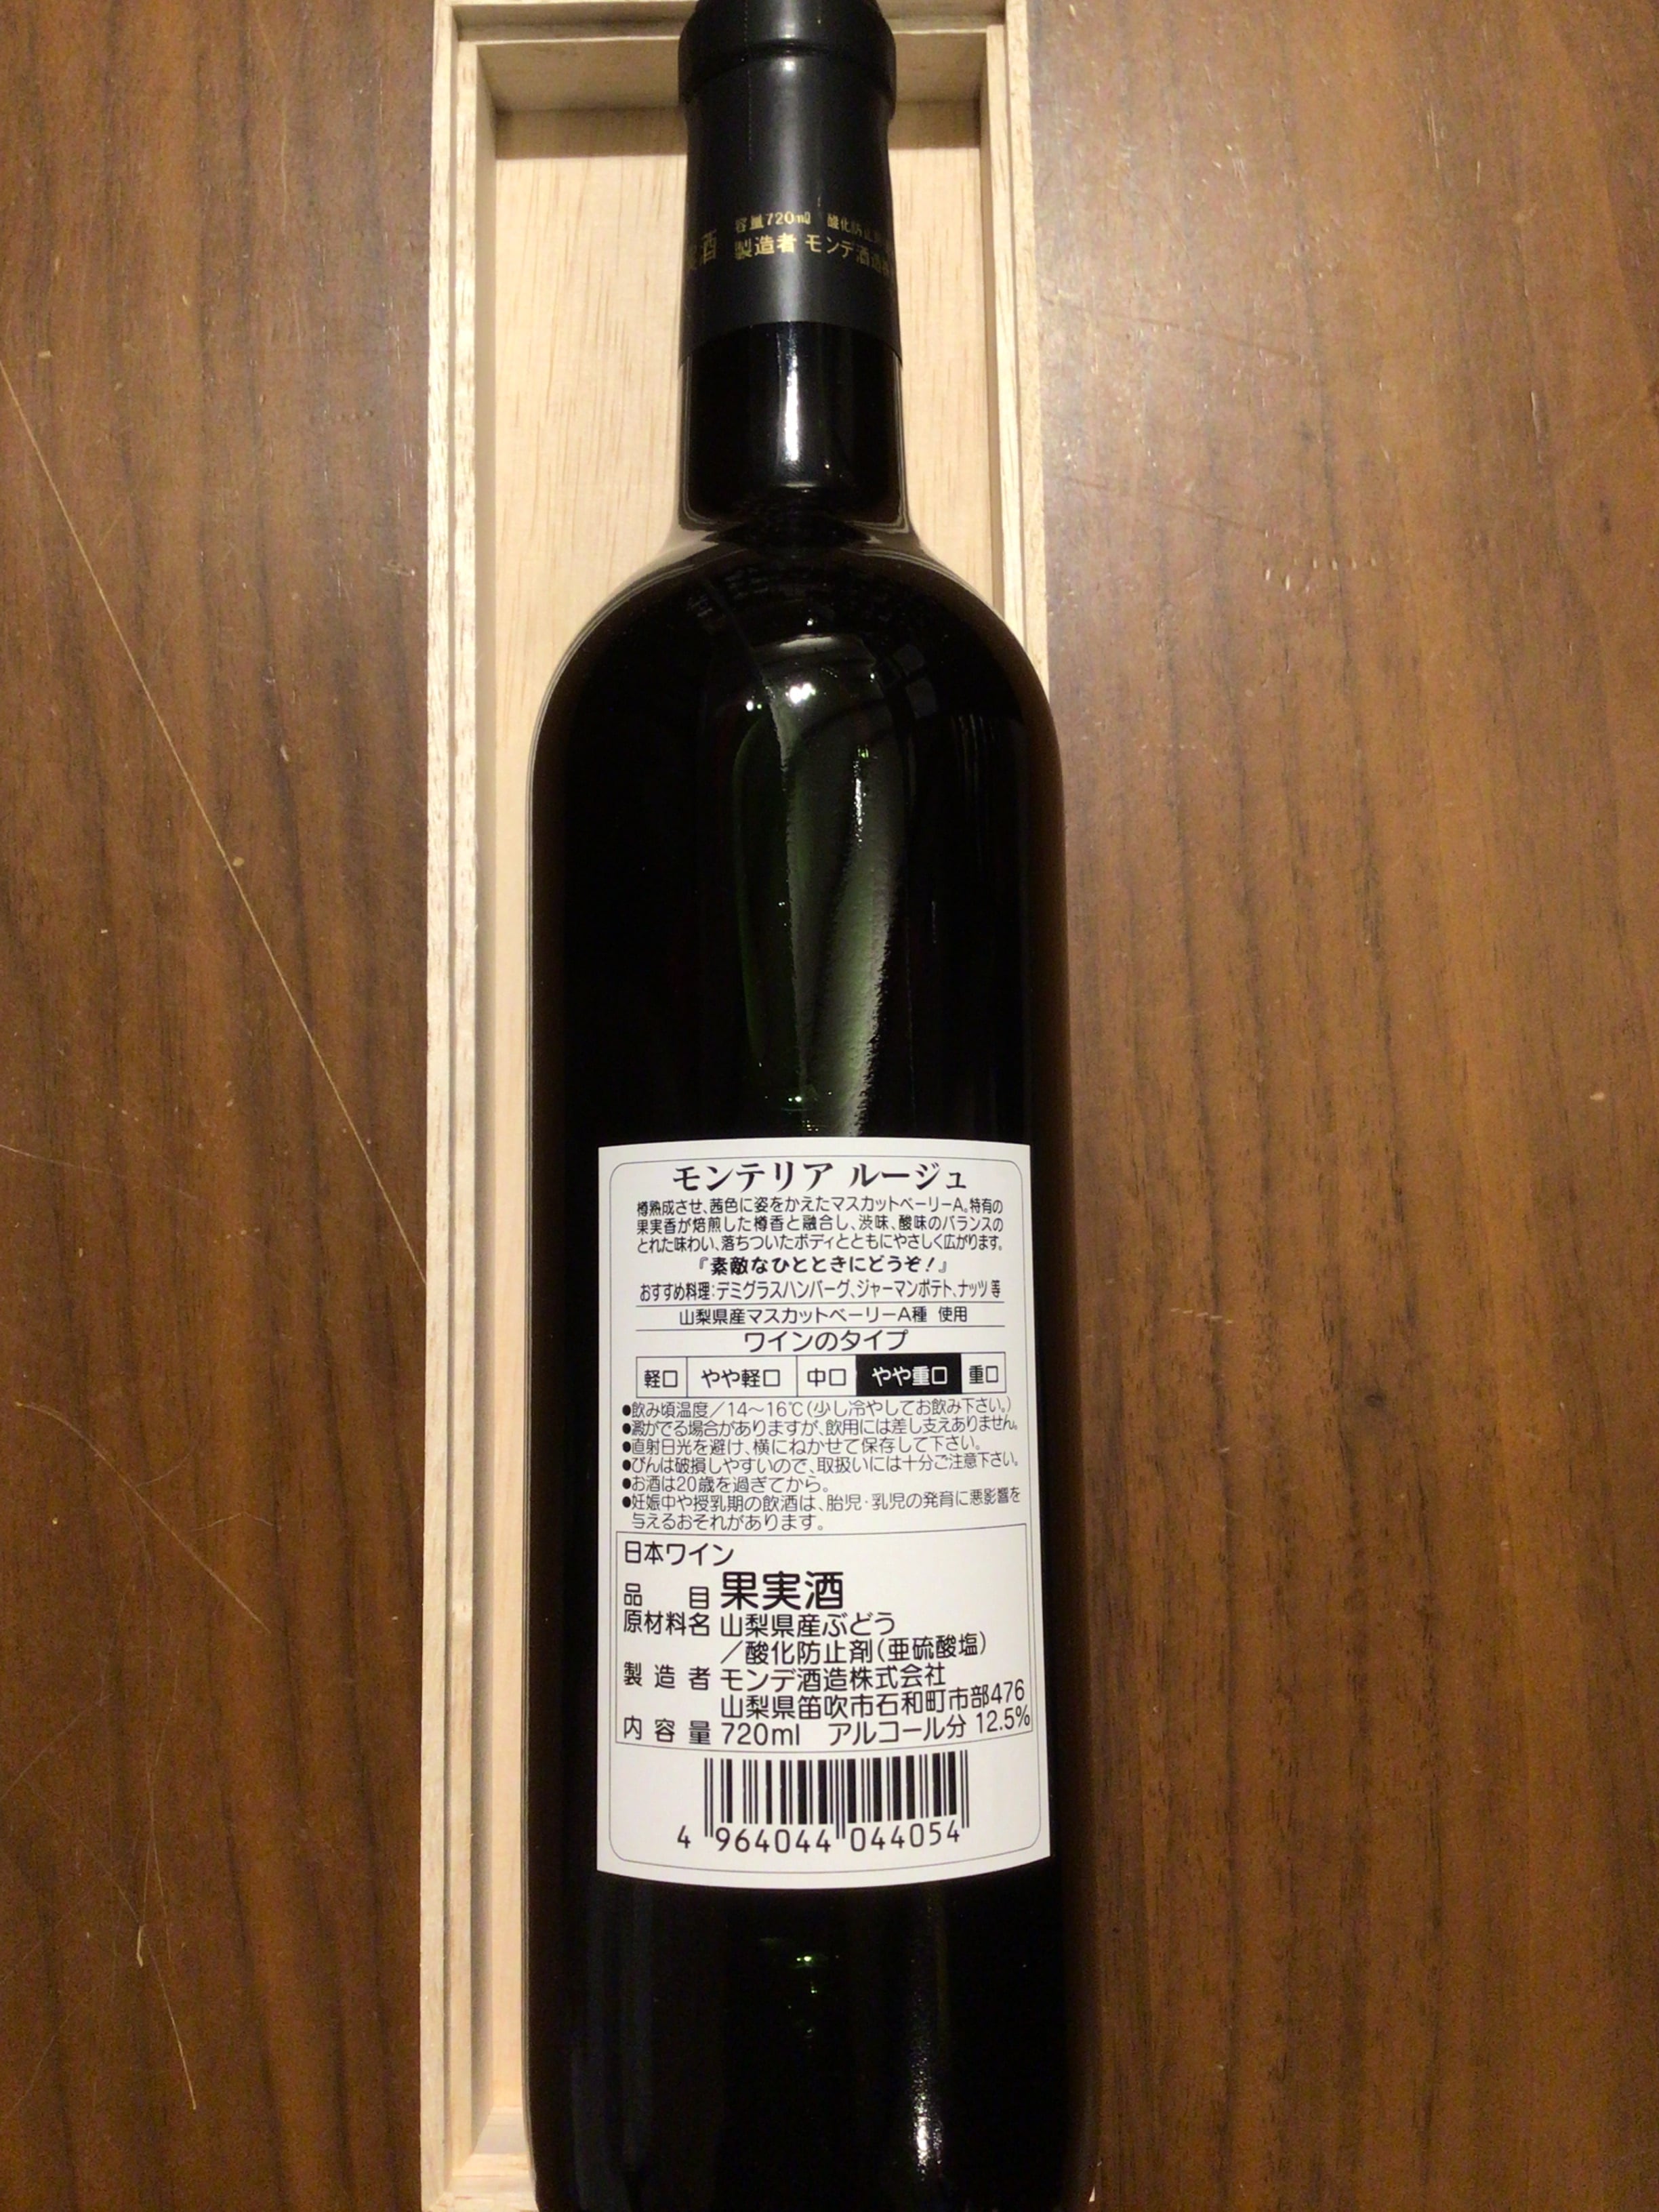 容量720ml 酸化防止剤
酒 製造者 モンデ酒造
モンテリア ルージュ
樽熟成させ、茜色に姿をかえたマスカットベーリーA。特有の
果実香が焙煎した樽香と融合し、渋味、酸味のバランスの
とれた味わい、落ちついたボディとともにやさしく広がります。
『素敵なひとときにどうぞ!』
おすすめ料理:デミグラスハンバーグ、ジャーマンポテト、ナッツ等
山梨県産マスカットベーリーA種 使用
ワインのタイプ
軽口 やや軽口 中口 やや重口 重口
●飲み頃温度/14〜16℃(少し冷やしてお飲み下さい。)
●澱がでる場合がありますが、飲用には差し支えありません。
●直射日光を避け、横にねかせて保存して下さい。
●びんは破損しやすいので、取扱いには十分ご注意下さい。
●お酒は20歳を過ぎてから。
●妊娠中や授乳期の飲酒は、胎児・乳児の発育に悪影響を
与えるおそれがあります。
日本ワイン
品目 果実酒
原材料名 山梨県産ぶどう
/酸化防止剤(亜硫酸塩)
製造者 モンデ酒造株式会社
山梨県笛吹市石和町市部476
内容量 720ml アルコール分 12.5%
4 964044 044054